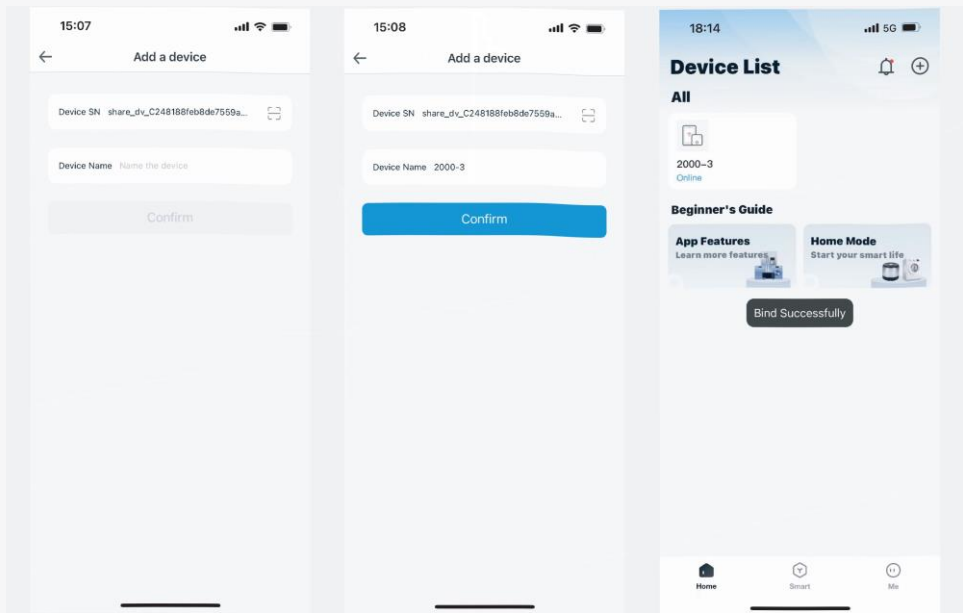 15:07
Add a device
Device SN share_dv_C248188feb8de7559a...
Device Name Name the device
Confirm
15:08
Add a device
Device SN share_dv_C248188feb8de7559a...
Device Name 2000-3
Confirm
18:14
5G
Device List
All
2000-3
Online
Beginner's Guide
App Features
Learn more features
Home Mode
Start your smart life
Bind Successfully
Home
Smart
Me